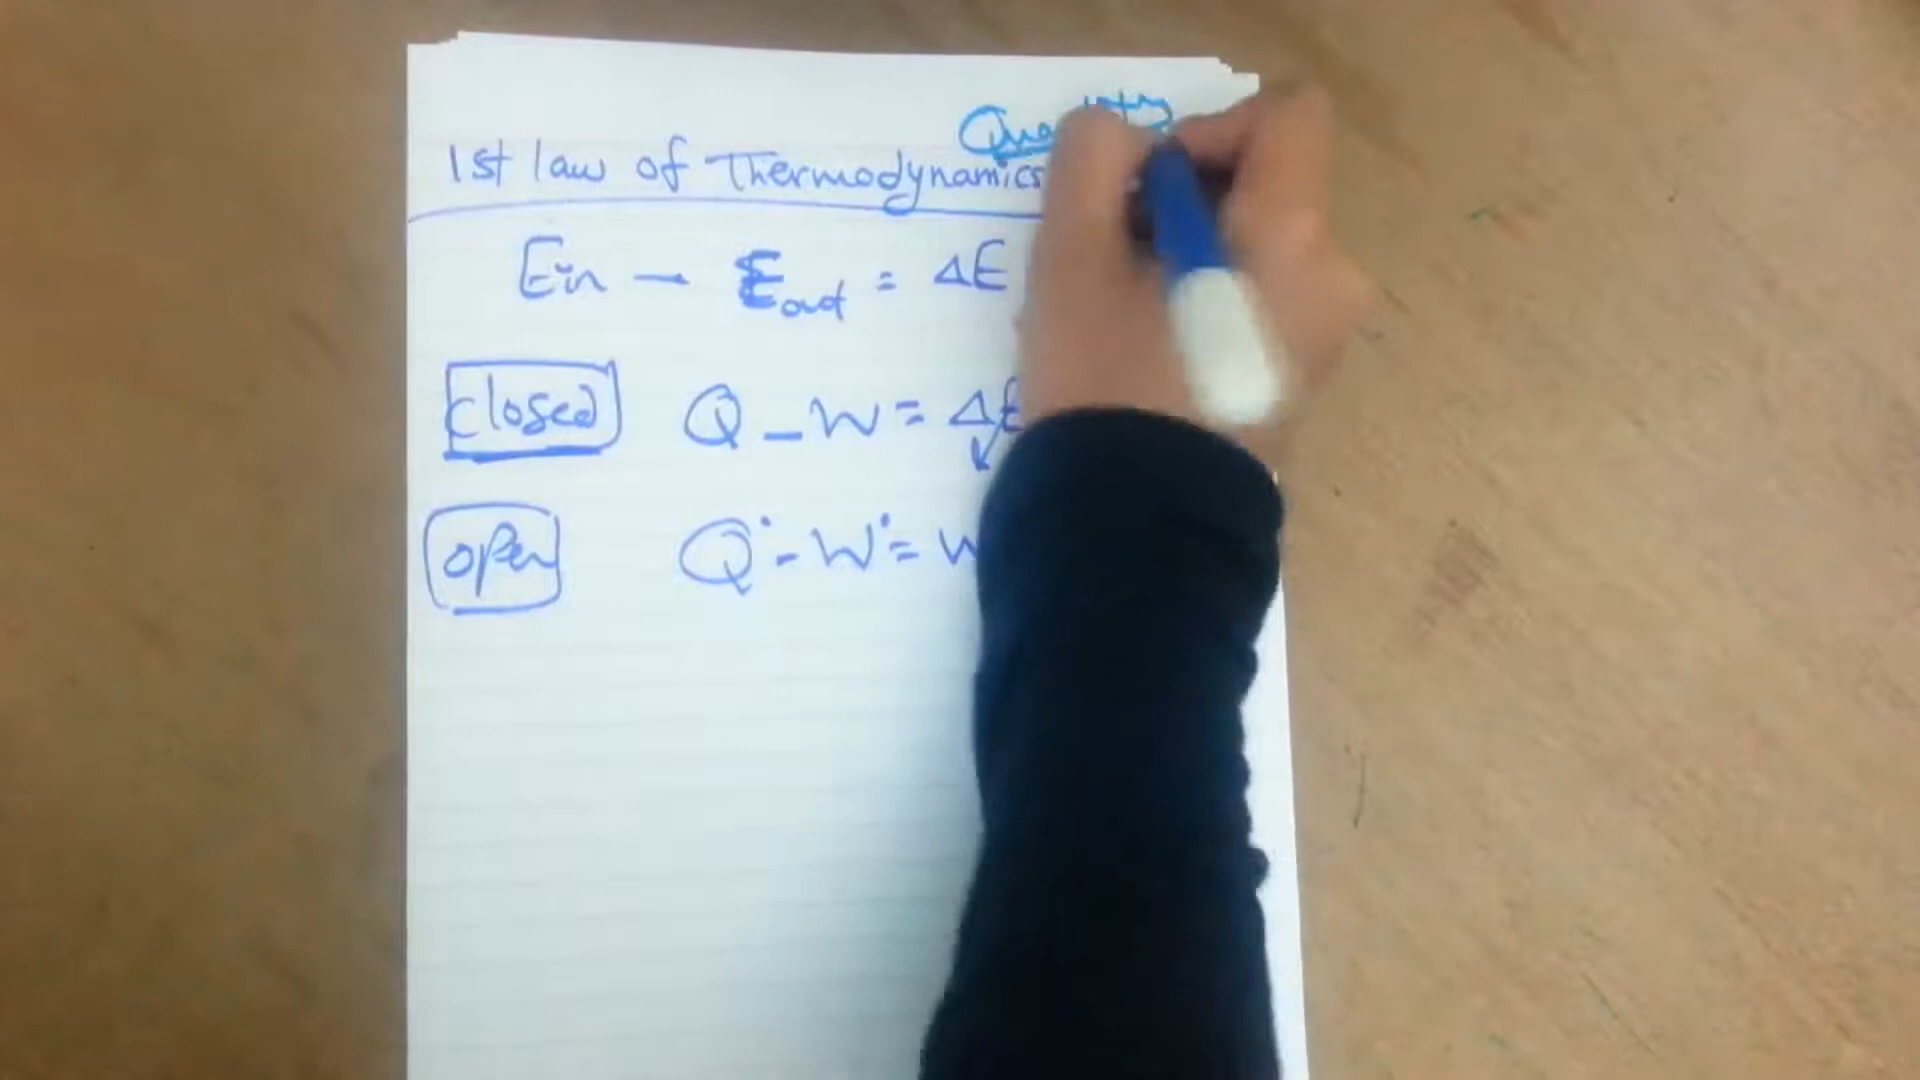 1st law of Thermodynamics
Ein - Eout = ΔE
closed Q - W = ΔE
open Q̇ - Ẇ =